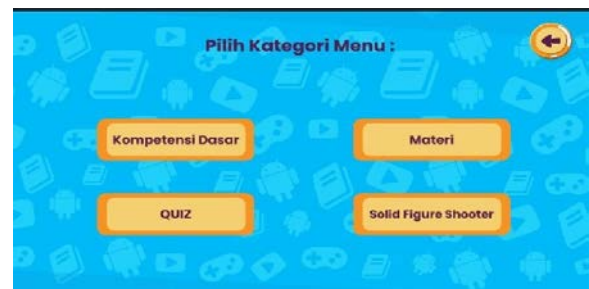 Pilih Kategori Menu :
Kompetensi Dasar
Materi
QUIZ
Solid Figure Shooter